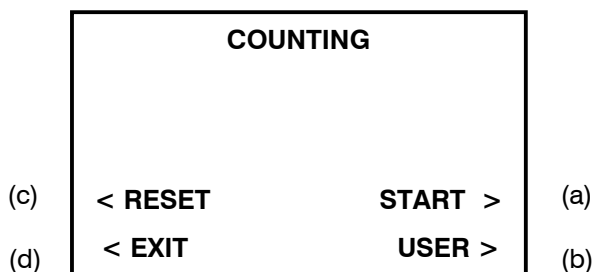 COUNTING
(c) < RESET START > (a)
(d) < EXIT USER > (b)